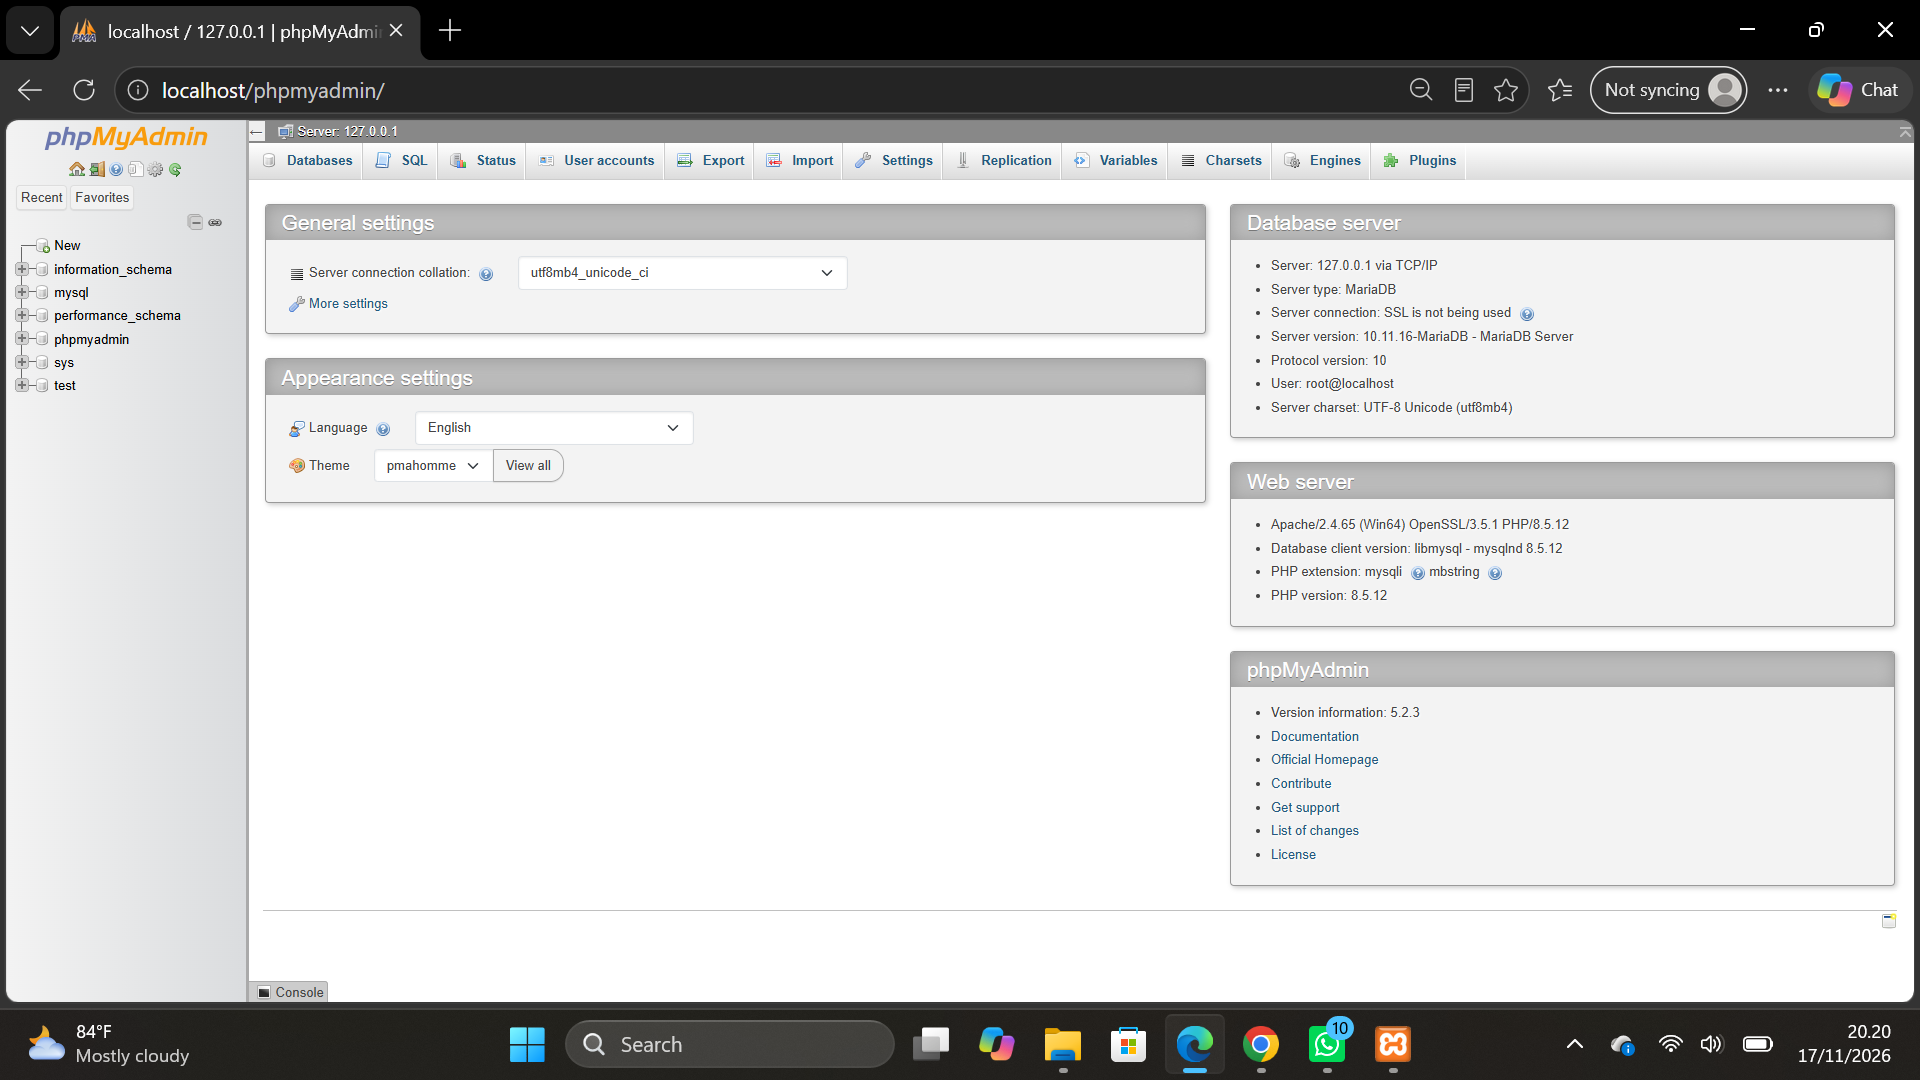 localhost / 127.0.0.1 | phpMyAdmi
localhost/phpmyadmin/
Not syncing
Chat
phpMyAdmin
Recent
Favorites
New
information_schema
mysql
performance_schema
phpmyadmin
sys
test
Server: 127.0.0.1
Databases
SQL
Status
User accounts
Export
Import
Settings
Replication
Variables
Charsets
Engines
Plugins
General settings
Server connection collation:
utf8mb4_unicode_ci
More settings
Appearance settings
Language
English
Theme
pmahomme
View all
Database server
Server: 127.0.0.1 via TCP/IP
Server type: MariaDB
Server connection: SSL is not being used
Server version: 10.11.16-MariaDB - MariaDB Server
Protocol version: 10
User: root@localhost
Server charset: UTF-8 Unicode (utf8mb4)
Web server
Apache/2.4.65 (Win64) OpenSSL/3.5.1 PHP/8.5.12
Database client version: libmysql - mysqlnd 8.5.12
PHP extension: mysqli mbstring
PHP version: 8.5.12
phpMyAdmin
Version information: 5.2.3
Documentation
Official Homepage
Contribute
Get support
List of changes
License
Console
84°F
Mostly cloudy
Search
10
20.20
17/11/2026